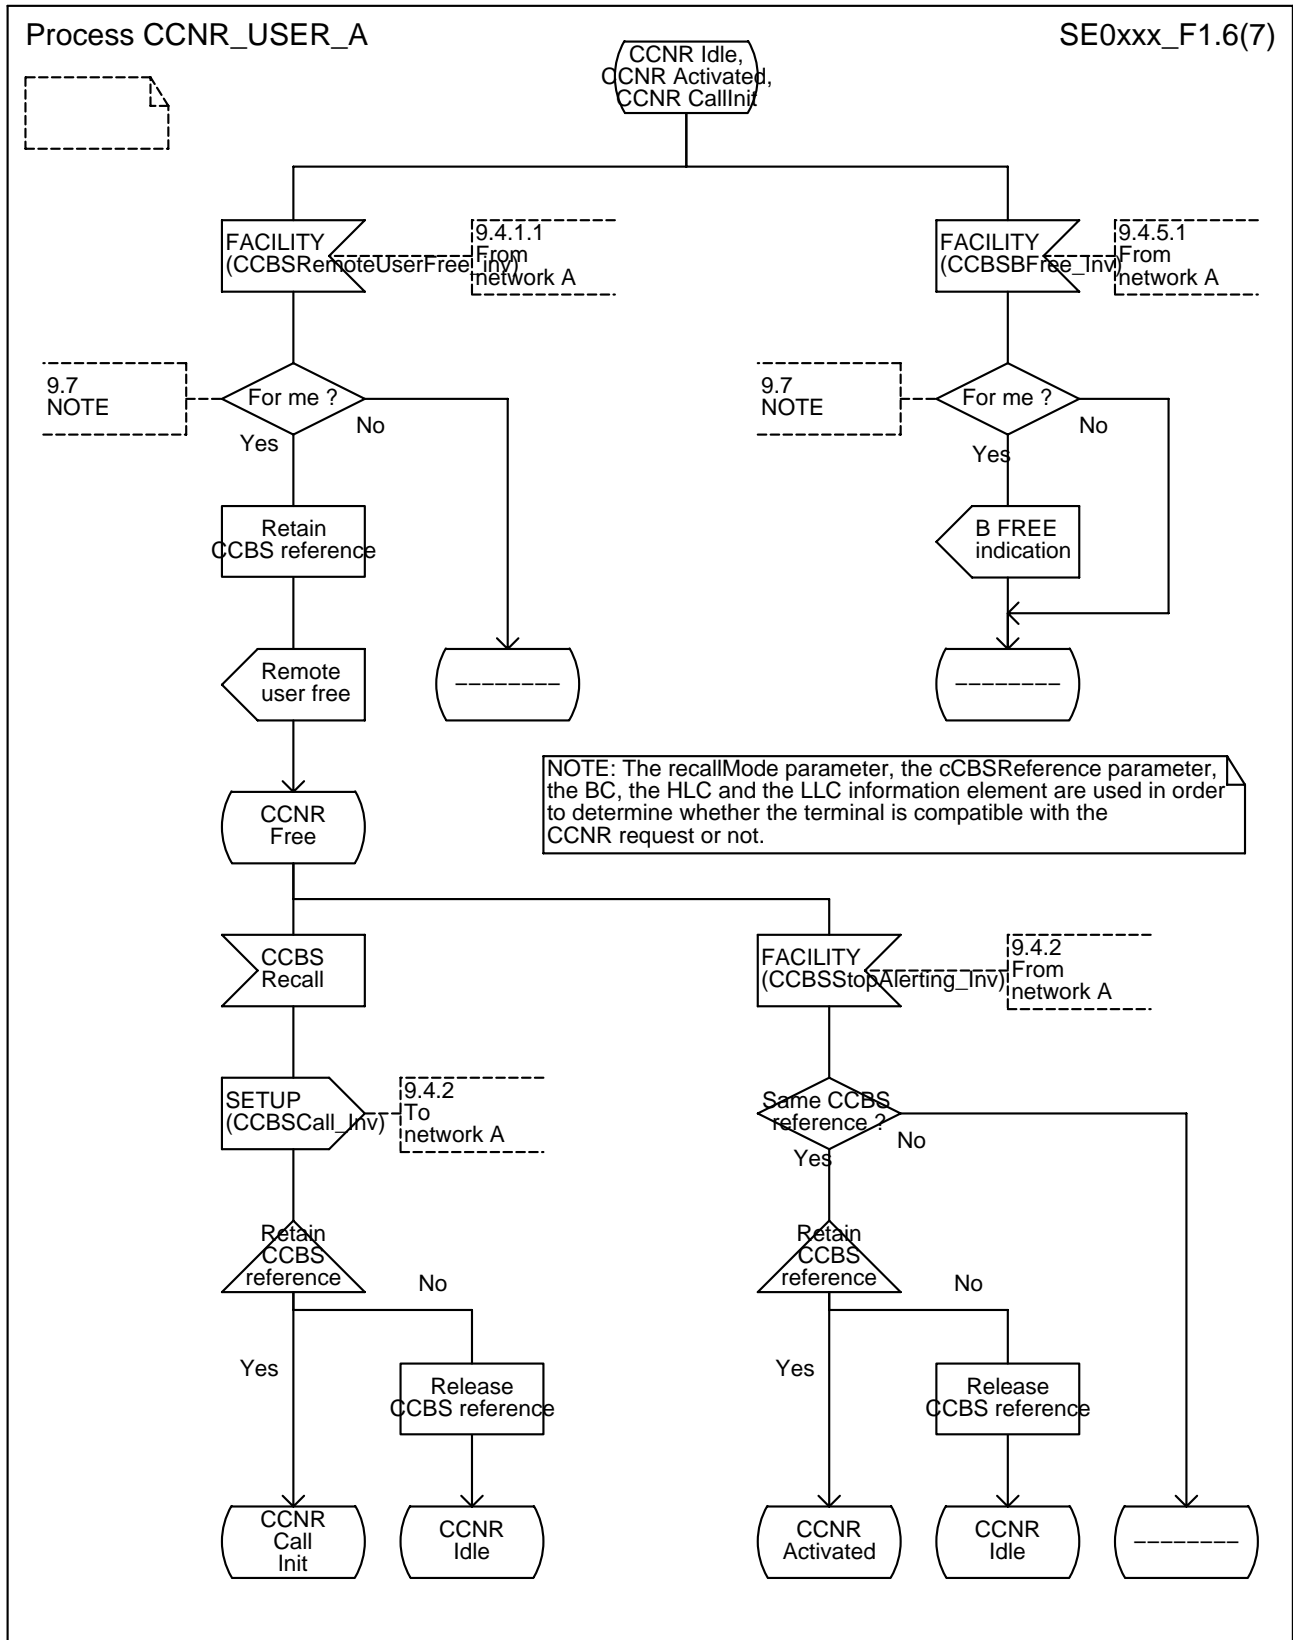 Process CCNR_USER_A
SE0xxx_F1.6(7)
CCNR Idle,
CCNR Activated,
CCNR CallInit
FACILITY
(CCBSRemoteUserFree_Inv)
9.4.1.1
From
network A
FACILITY
(CCBSBFree_Inv)
9.4.5.1
From
network A
9.7
NOTE
For me ?
No
Yes
9.7
NOTE
For me ?
No
Yes
Retain
CCBS reference
B FREE
indication
Remote
user free
––––––––
––––––––
NOTE: The recallMode parameter, the cCBSReference parameter,
the BC, the HLC and the LLC information element are used in order
to determine whether the terminal is compatible with the
CCNR request or not.
CCNR
Free
CCBS
Recall
FACILITY
(CCBSStopAlerting_Inv)
9.4.2
From
network A
SETUP
(CCBSCall_Inv)
9.4.2
To
network A
Same CCBS
reference ?
No
Yes
Retain
CCBS
reference
No
Yes
Retain
CCBS
reference
No
Yes
Release
CCBS reference
Release
CCBS reference
CCNR
Call
Init
CCNR
Idle
CCNR
Activated
CCNR
Idle
––––––––